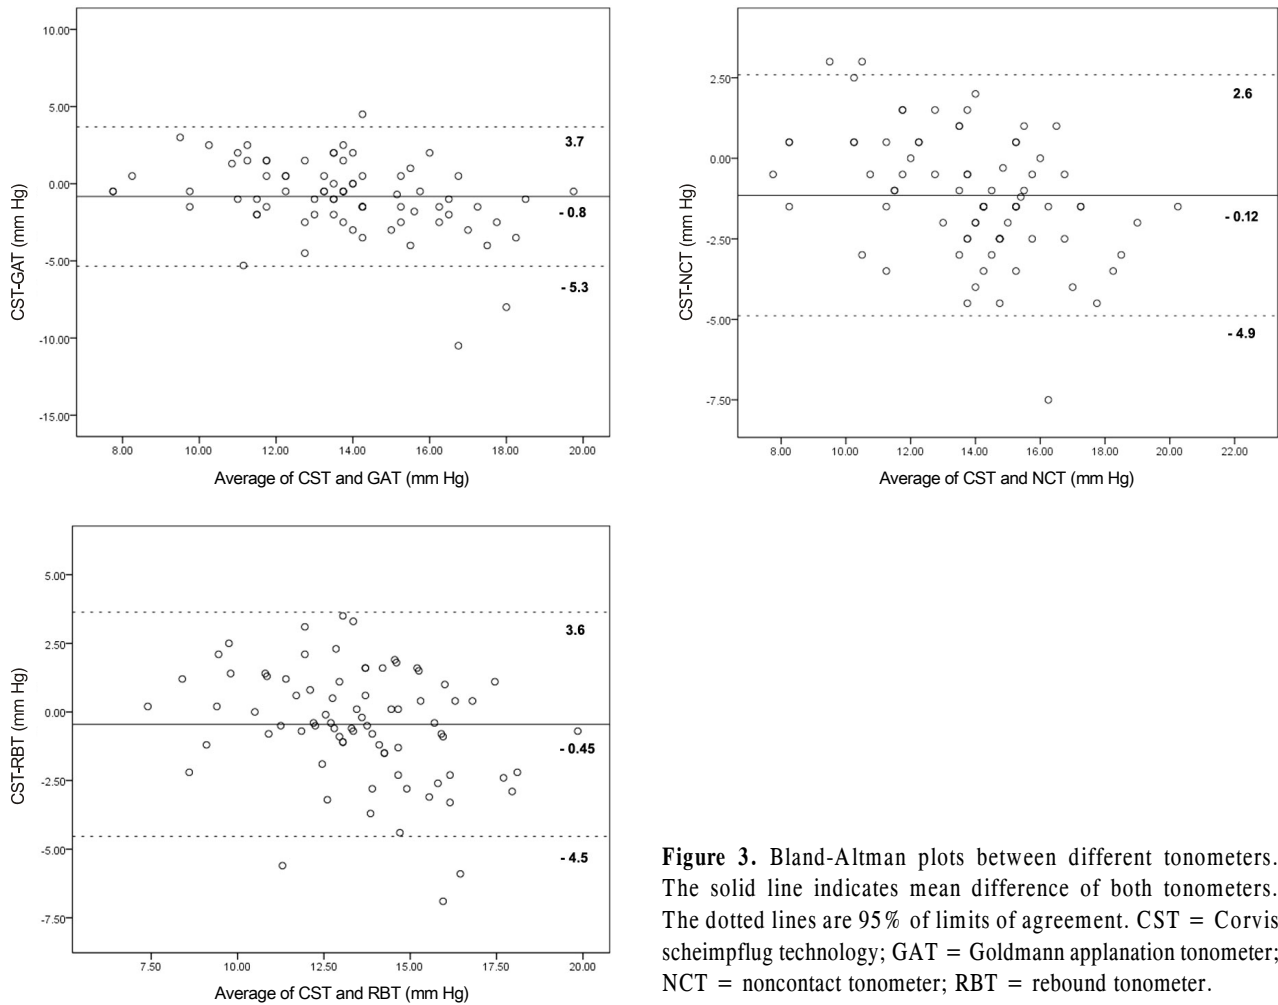 10.00
5.00
0.00
-5.00
-10.00
-15.00
CST-GAT (mm Hg)
3.7
- 0.8
- 5.3
8.00 10.00 12.00 14.00 16.00 18.00 20.00
Average of CST and GAT (mm Hg)
2.50
0.00
-2.50
-5.00
-7.50
CST-NCT (mm Hg)
2.6
- 0.12
- 4.9
8.00 10.00 12.00 14.00 16.00 18.00 20.00 22.00
Average of CST and NCT (mm Hg)
5.00
2.50
0.00
-2.50
-5.00
-7.50
CST-RBT (mm Hg)
3.6
- 0.45
- 4.5
7.50 10.00 12.50 15.00 17.50 20.00
Average of CST and RBT (mm Hg)
Figure 3. Bland-Altman plots between different tonometers.
The solid line indicates mean difference of both tonometers.
The dotted lines are 95% of limits of agreement. CST = Corvis
scheimpflug technology; GAT = Goldmann applanation tonometer;
NCT = noncontact tonometer; RBT = rebound tonometer.